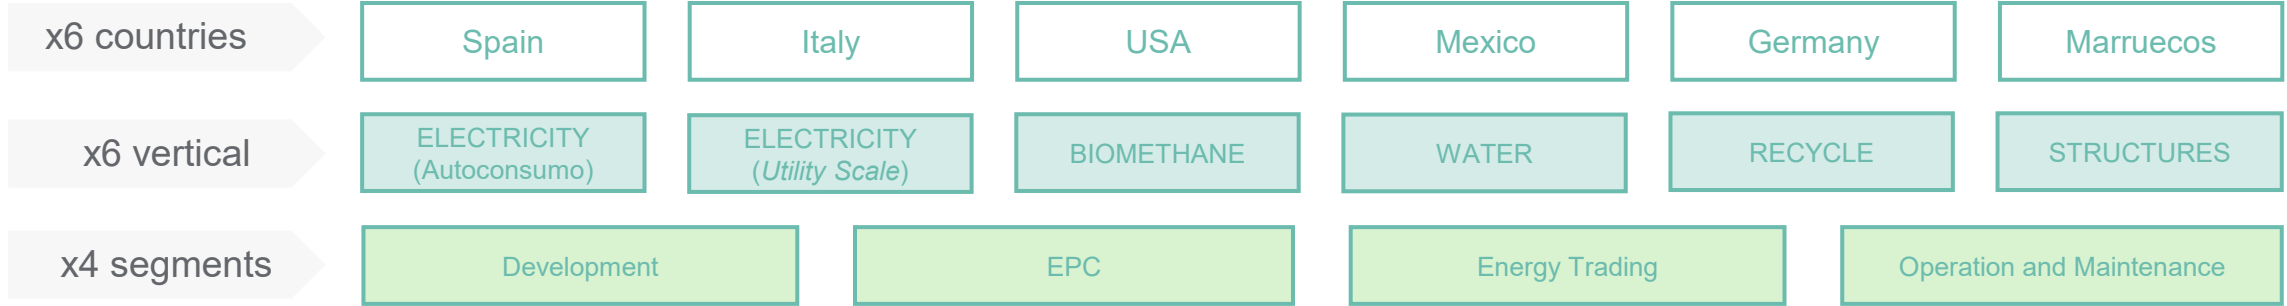 x6 countries
Spain
Italy
USA
Mexico
Germany
Marruecos
x6 vertical
ELECTRICITY
(Autoconsumo)
ELECTRICITY
(Utility Scale)
BIOMETHANE
WATER
RECYCLE
STRUCTURES
x4 segments
Development
EPC
Energy Trading
Operation and Maintenance